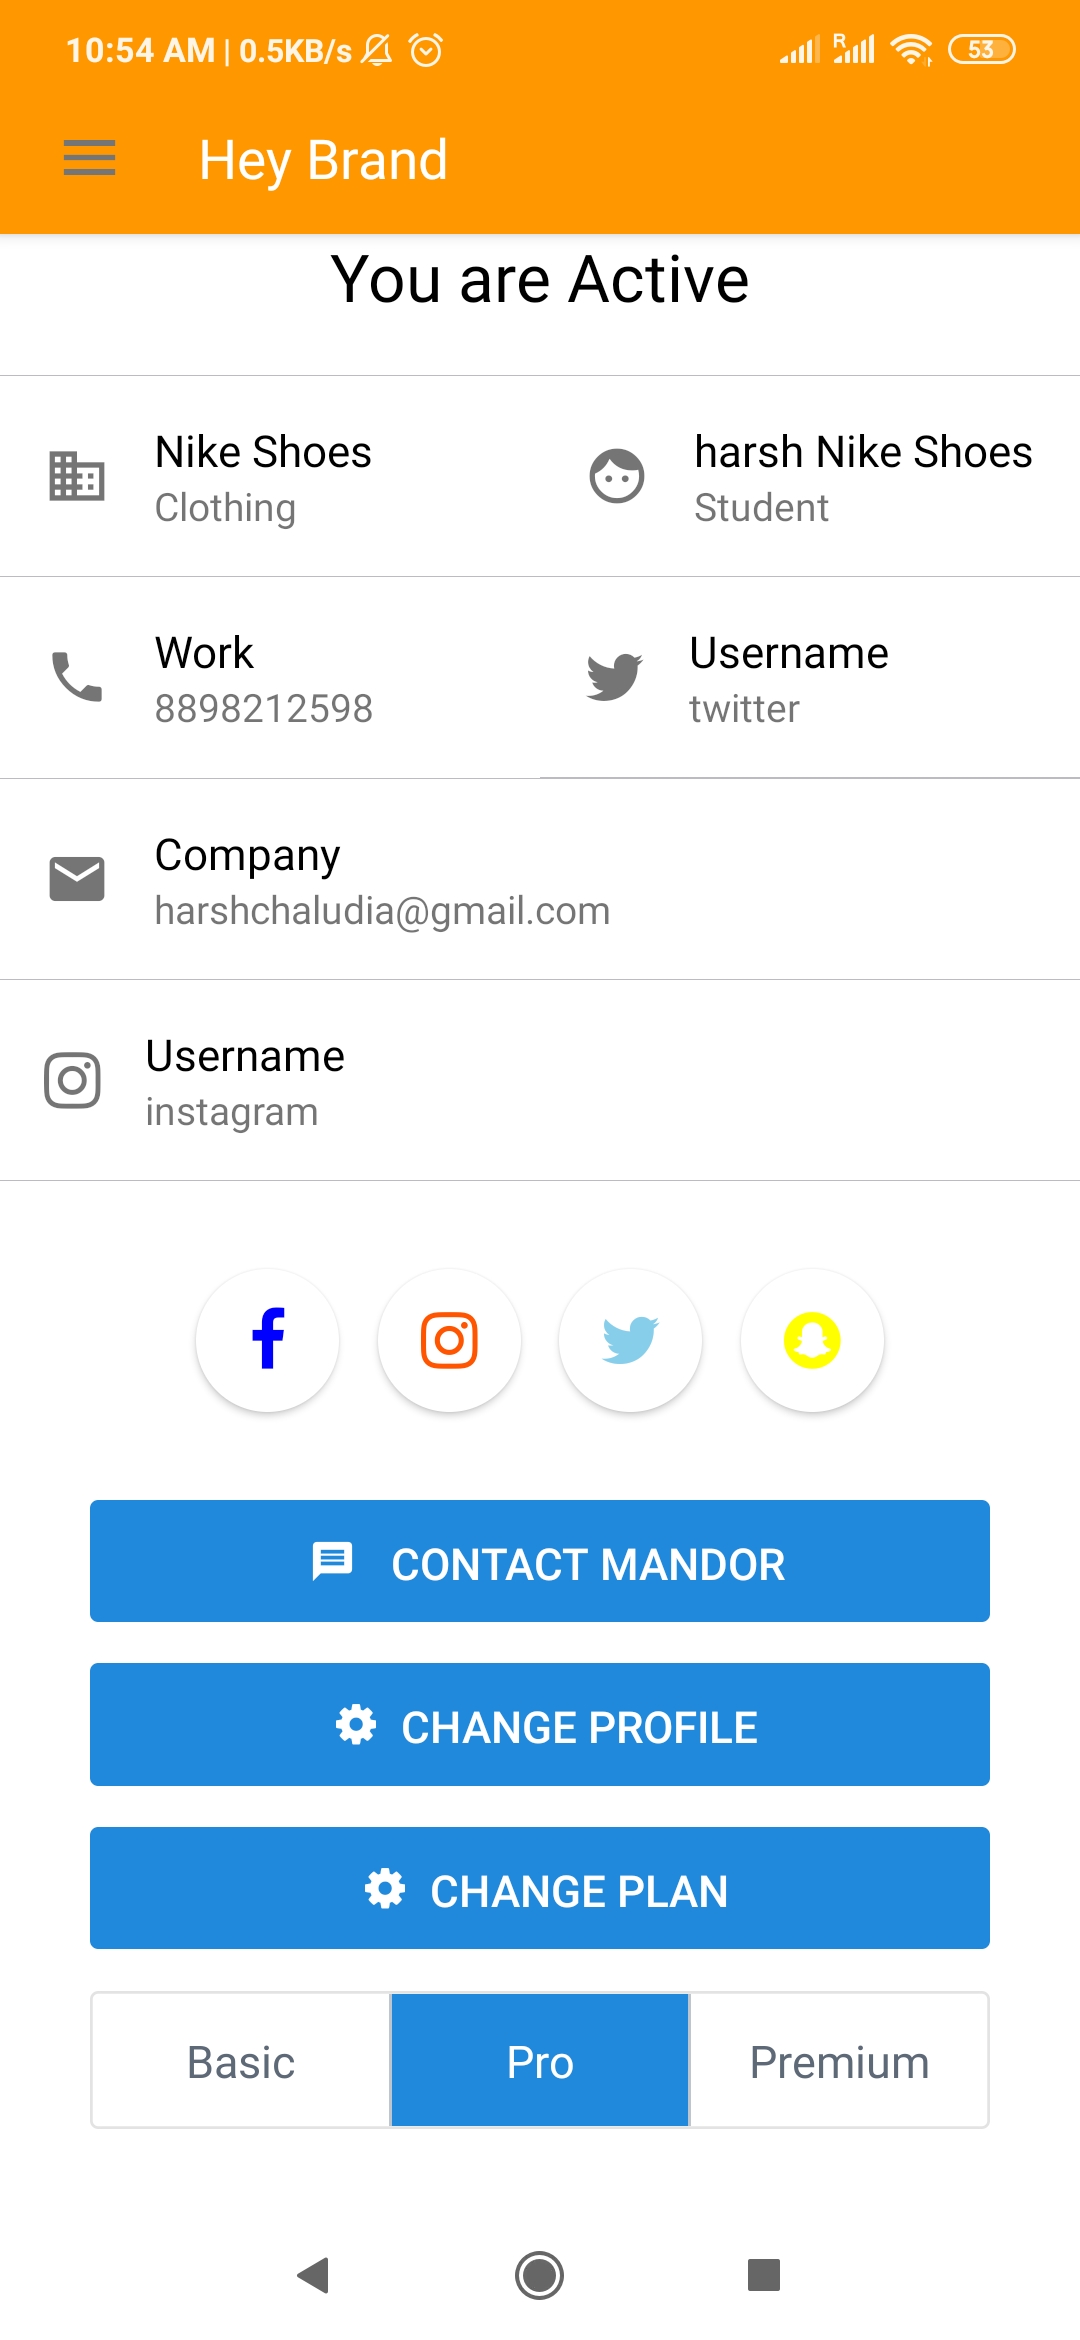 10:54 AM | 0.5KB/s
R
53
Hey Brand
You are Active
Nike Shoes
Clothing
harsh Nike Shoes
Student
Work
8898212598
Username
twitter
Company
harshchaludia@gmail.com
Username
instagram
CONTACT MANDOR
CHANGE PROFILE
CHANGE PLAN
Basic
Pro
Premium